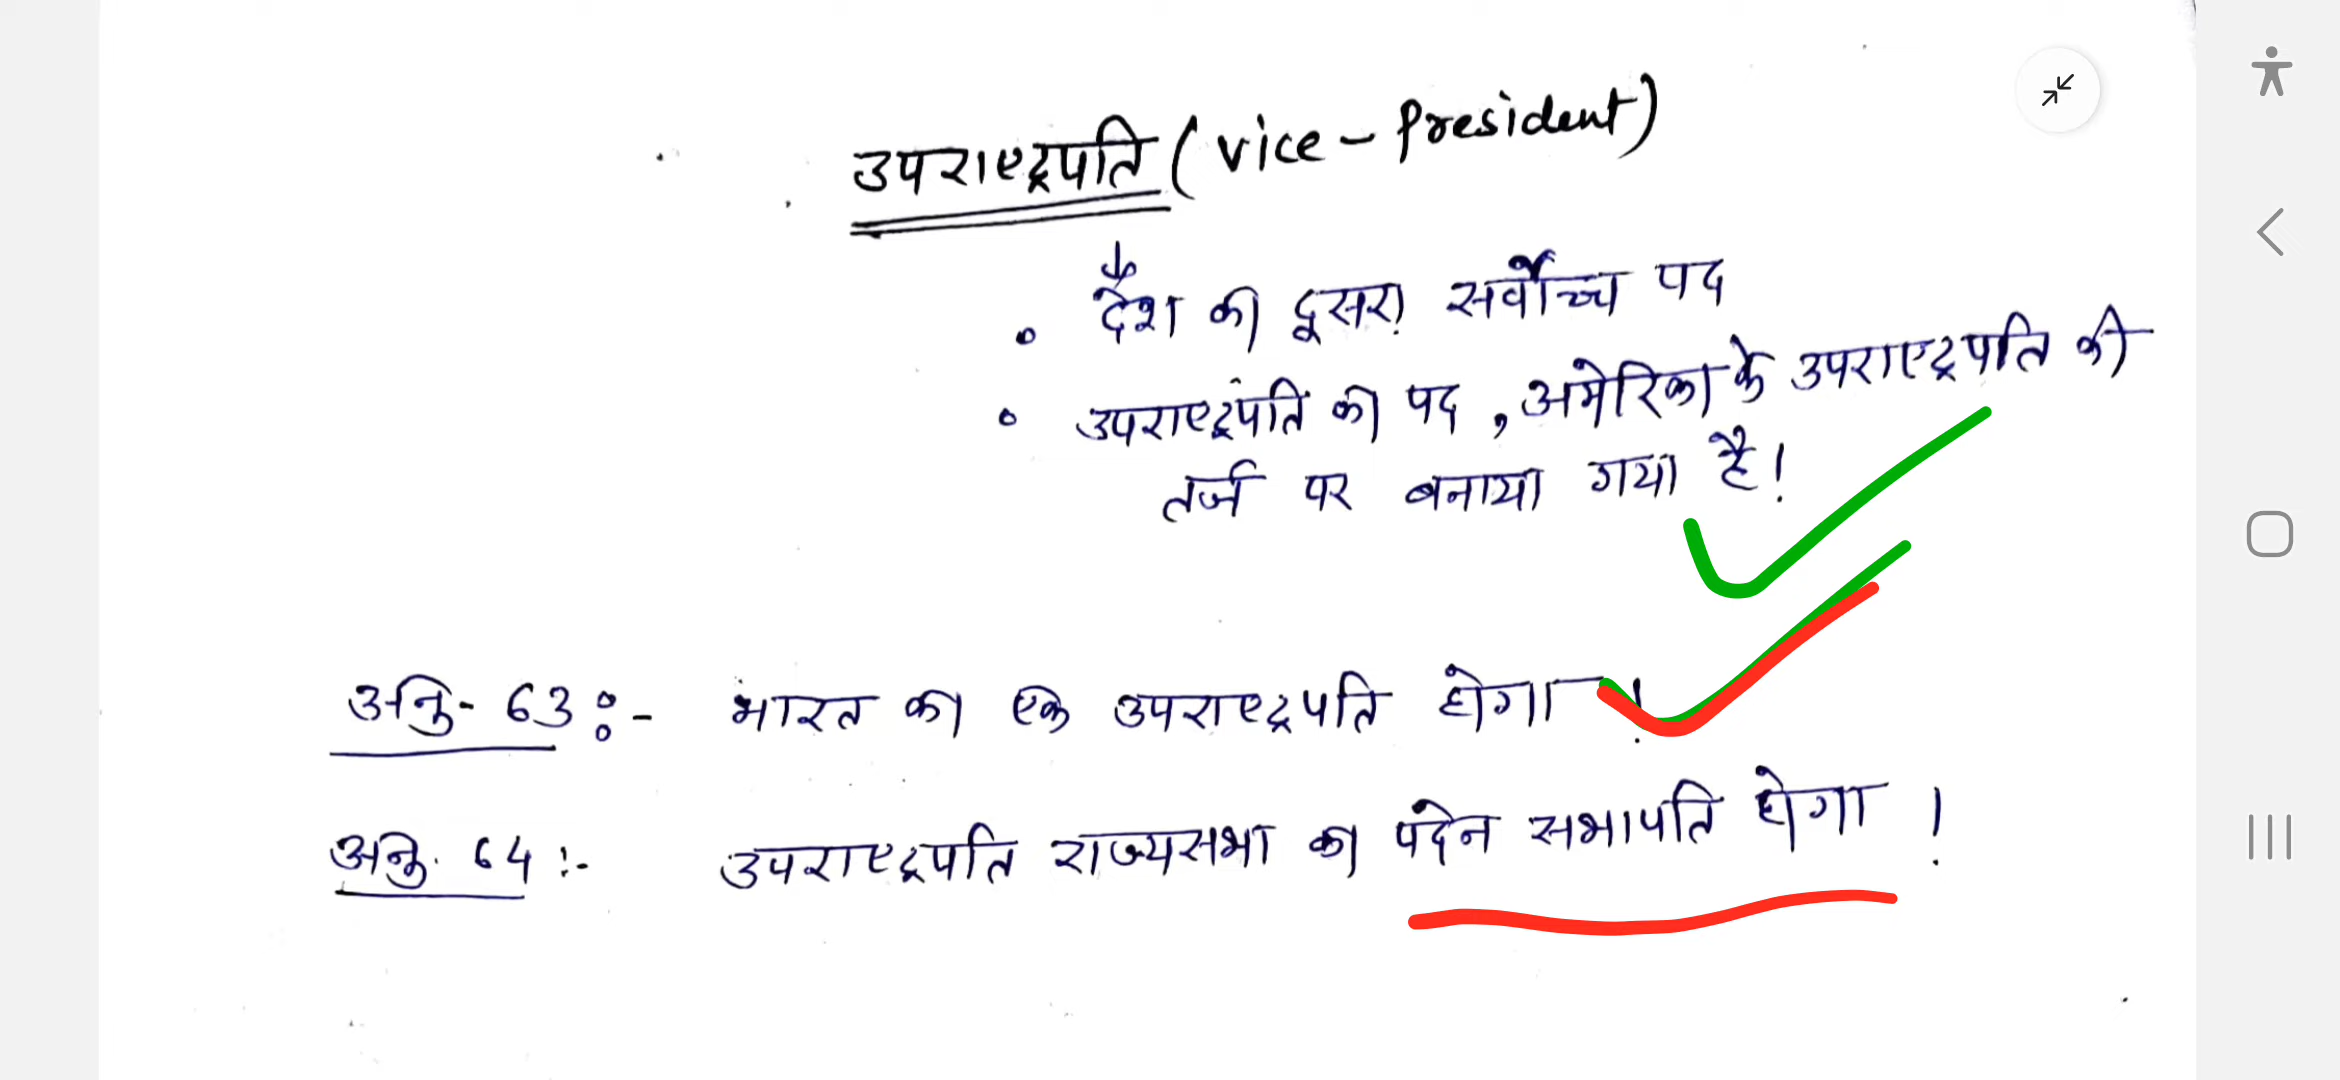 उपराष्ट्रपति (Vice-President)
देश का दूसरा सर्वोच्च पद
उपराष्ट्रपति का पद, अमेरिका के उपराष्ट्रपति की
तर्ज पर बनाया गया है!
अनु- 63 :- भारत का एक उपराष्ट्रपति होगा!
अनु. 64 :- उपराष्ट्रपति राज्यसभा का पदेन सभापति होगा!